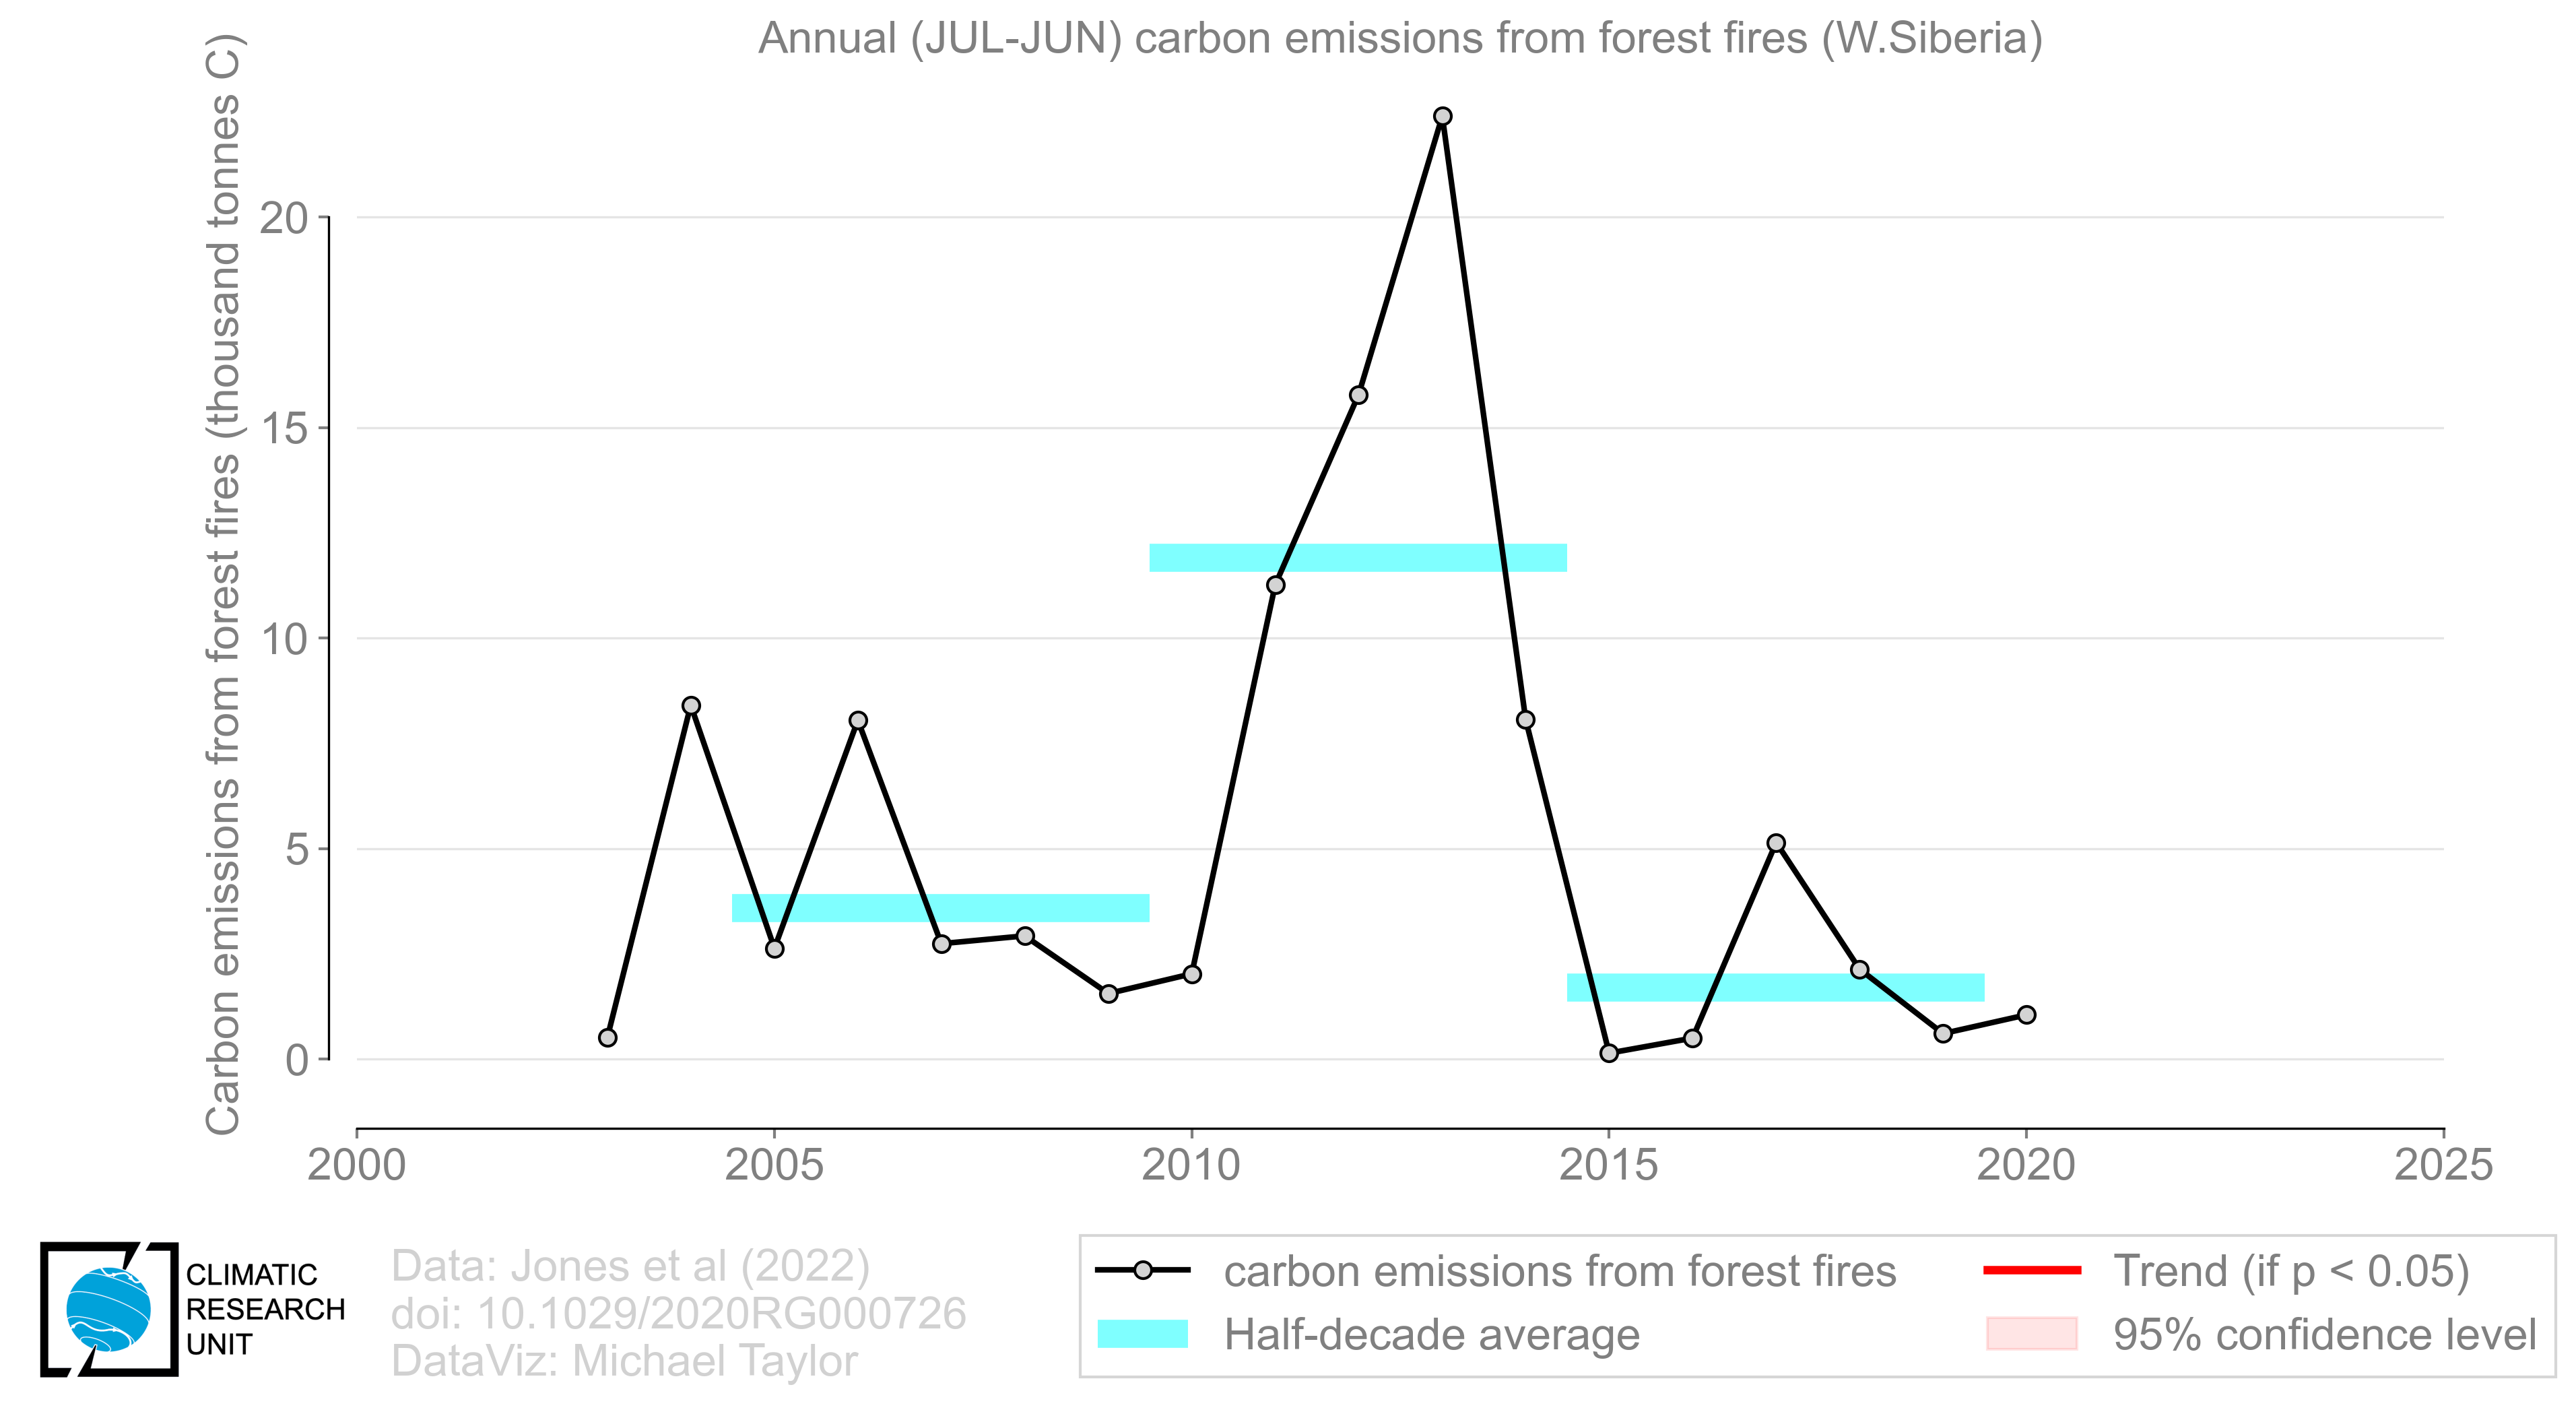 Annual (JUL-JUN) carbon emissions from forest fires (W.Siberia)
Carbon emissions from forest fires (thousand tonnes C)
20
15
10
5
0
2000
2005
2010
2015
2020
2025
CLIMATIC
RESEARCH
UNIT
Data: Jones et al (2022)
doi: 10.1029/2020RG000726
DataViz: Michael Taylor
carbon emissions from forest fires
Half-decade average
Trend (if p < 0.05)
95% confidence level